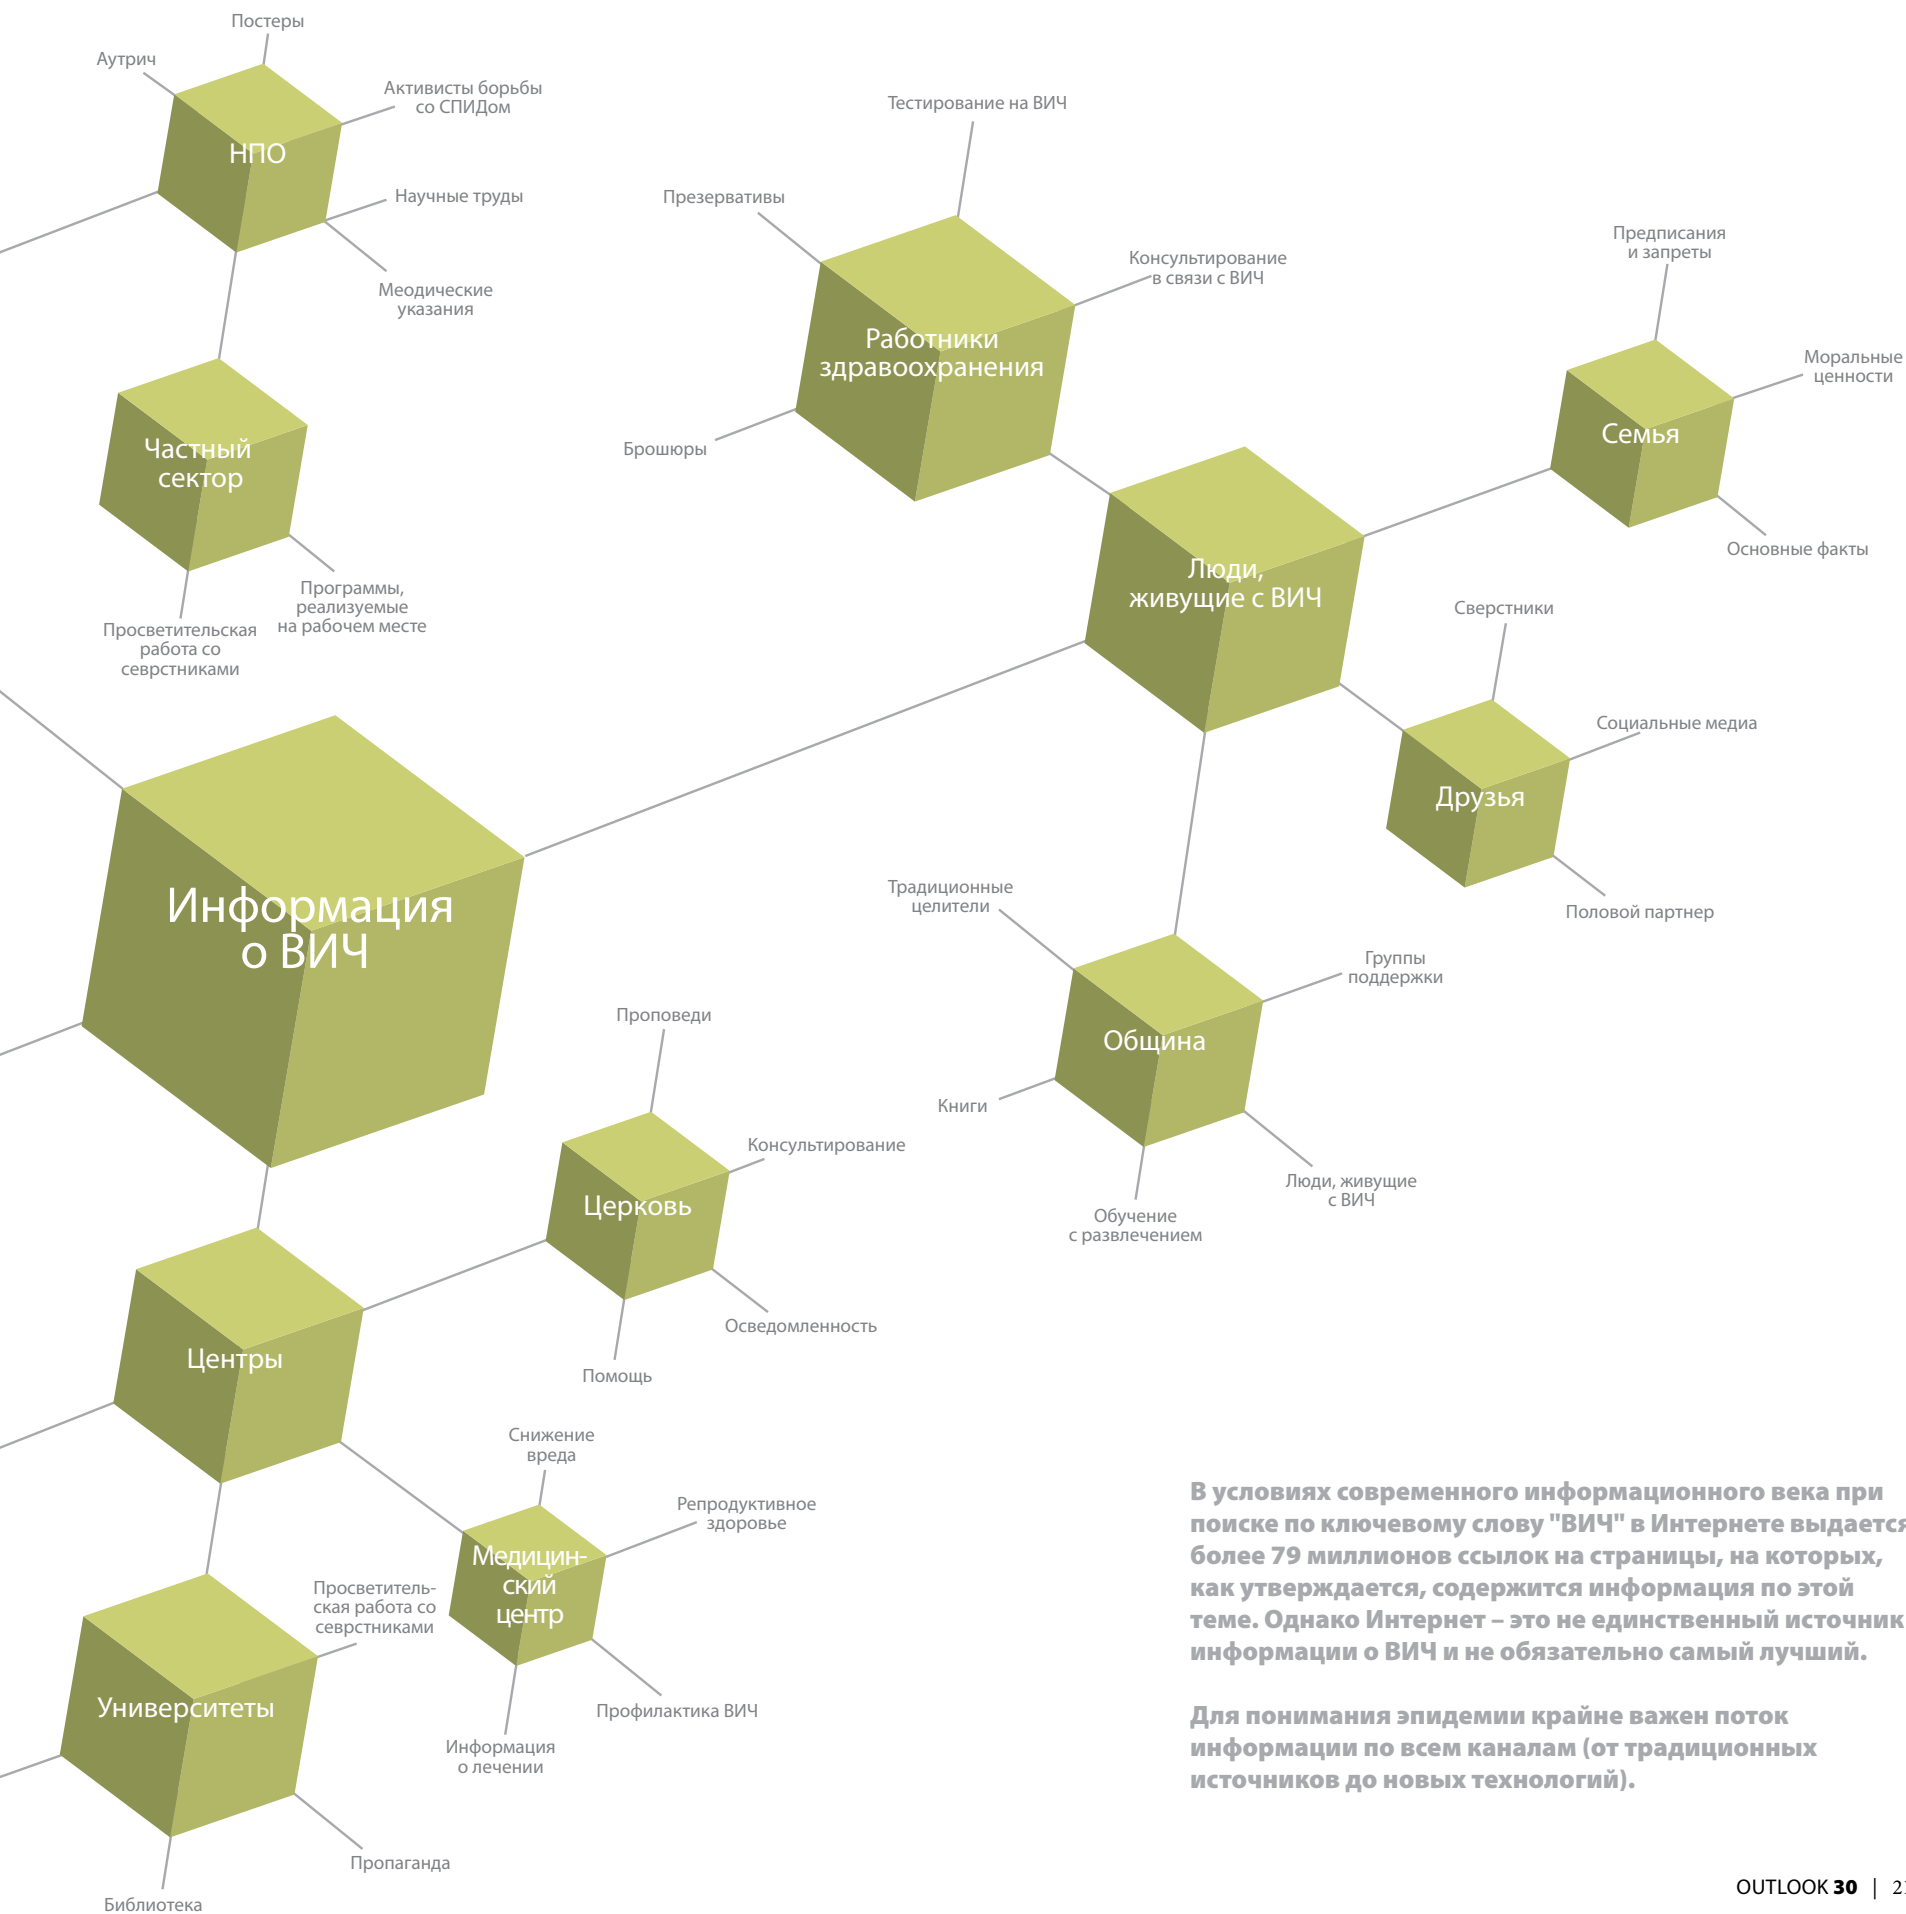 Постеры
Аутрич
Активисты борьбы
со СПИДом
НПО
Научные труды
Меодические
указания
Частный
сектор
Программы,
реализуемые
на рабочем месте
Просветительская
работа со
севрстниками
Тестирование на ВИЧ
Презервативы
Консультирование
в связи с ВИЧ
Работники
здравоохранения
Брошюры
Предписания
и запреты
Моральные
ценности
Семья
Основные факты
Люди,
живущие с ВИЧ
Сверстники
Социальные медиа
Друзья
Половой партнер
Информация
о ВИЧ
Традиционные
целители
Группы
поддержки
Община
Книги
Люди, живущие
с ВИЧ
Обучение
с развлечением
Проповеди
Консультирование
Церковь
Осведомленность
Помощь
Центры
Снижение
вреда
Репродуктивное
здоровье
Медицин-
ский
центр
Профилактика ВИЧ
Информация
о лечении
Просветитель-
ская работа со
севрстниками
Университеты
Пропаганда
Библиотека
В условиях современного информационного века при
поиске по ключевому слову "ВИЧ" в Интернете выдается
более 79 миллионов ссылок на страницы, на которых,
как утверждается, содержится информация по этой
теме. Однако Интернет – это не единственный источник
информации о ВИЧ и не обязательно самый лучший.
Для понимания эпидемии крайне важен поток
информации по всем каналам (от традиционных
источников до новых технологий).
OUTLOOK 30 | 21